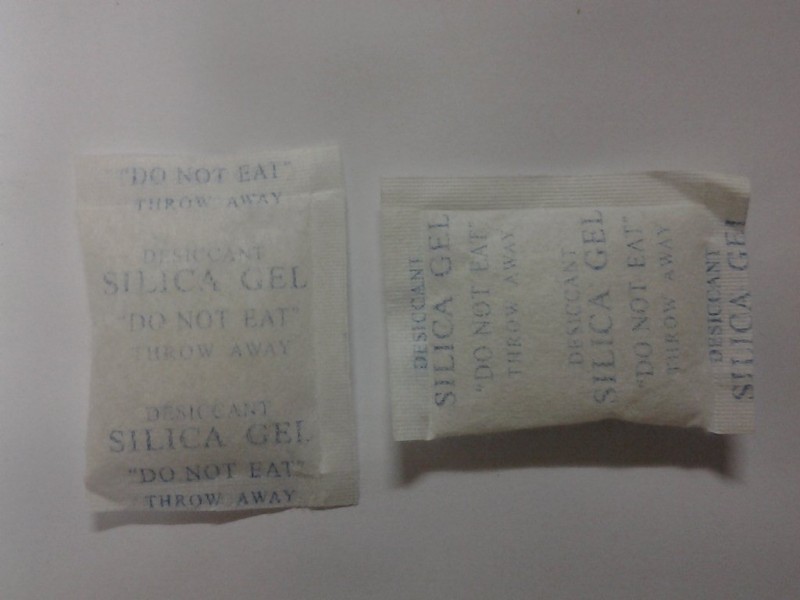 "DO NOT EAT"
THROW AWAY
DESICCANT
SILICA GEL
"DO NOT EAT"
THROW AWAY
DESICCANT
SILICA GEL
"DO NOT EAT"
THROW AWAY
DESICCANT
SILICA GEL
"DO NOT EAT"
THROW AWAY
DESICCANT
SILICA GEL
"DO NOT EAT"
THROW AWAY
DESICCANT
SILICA GEL